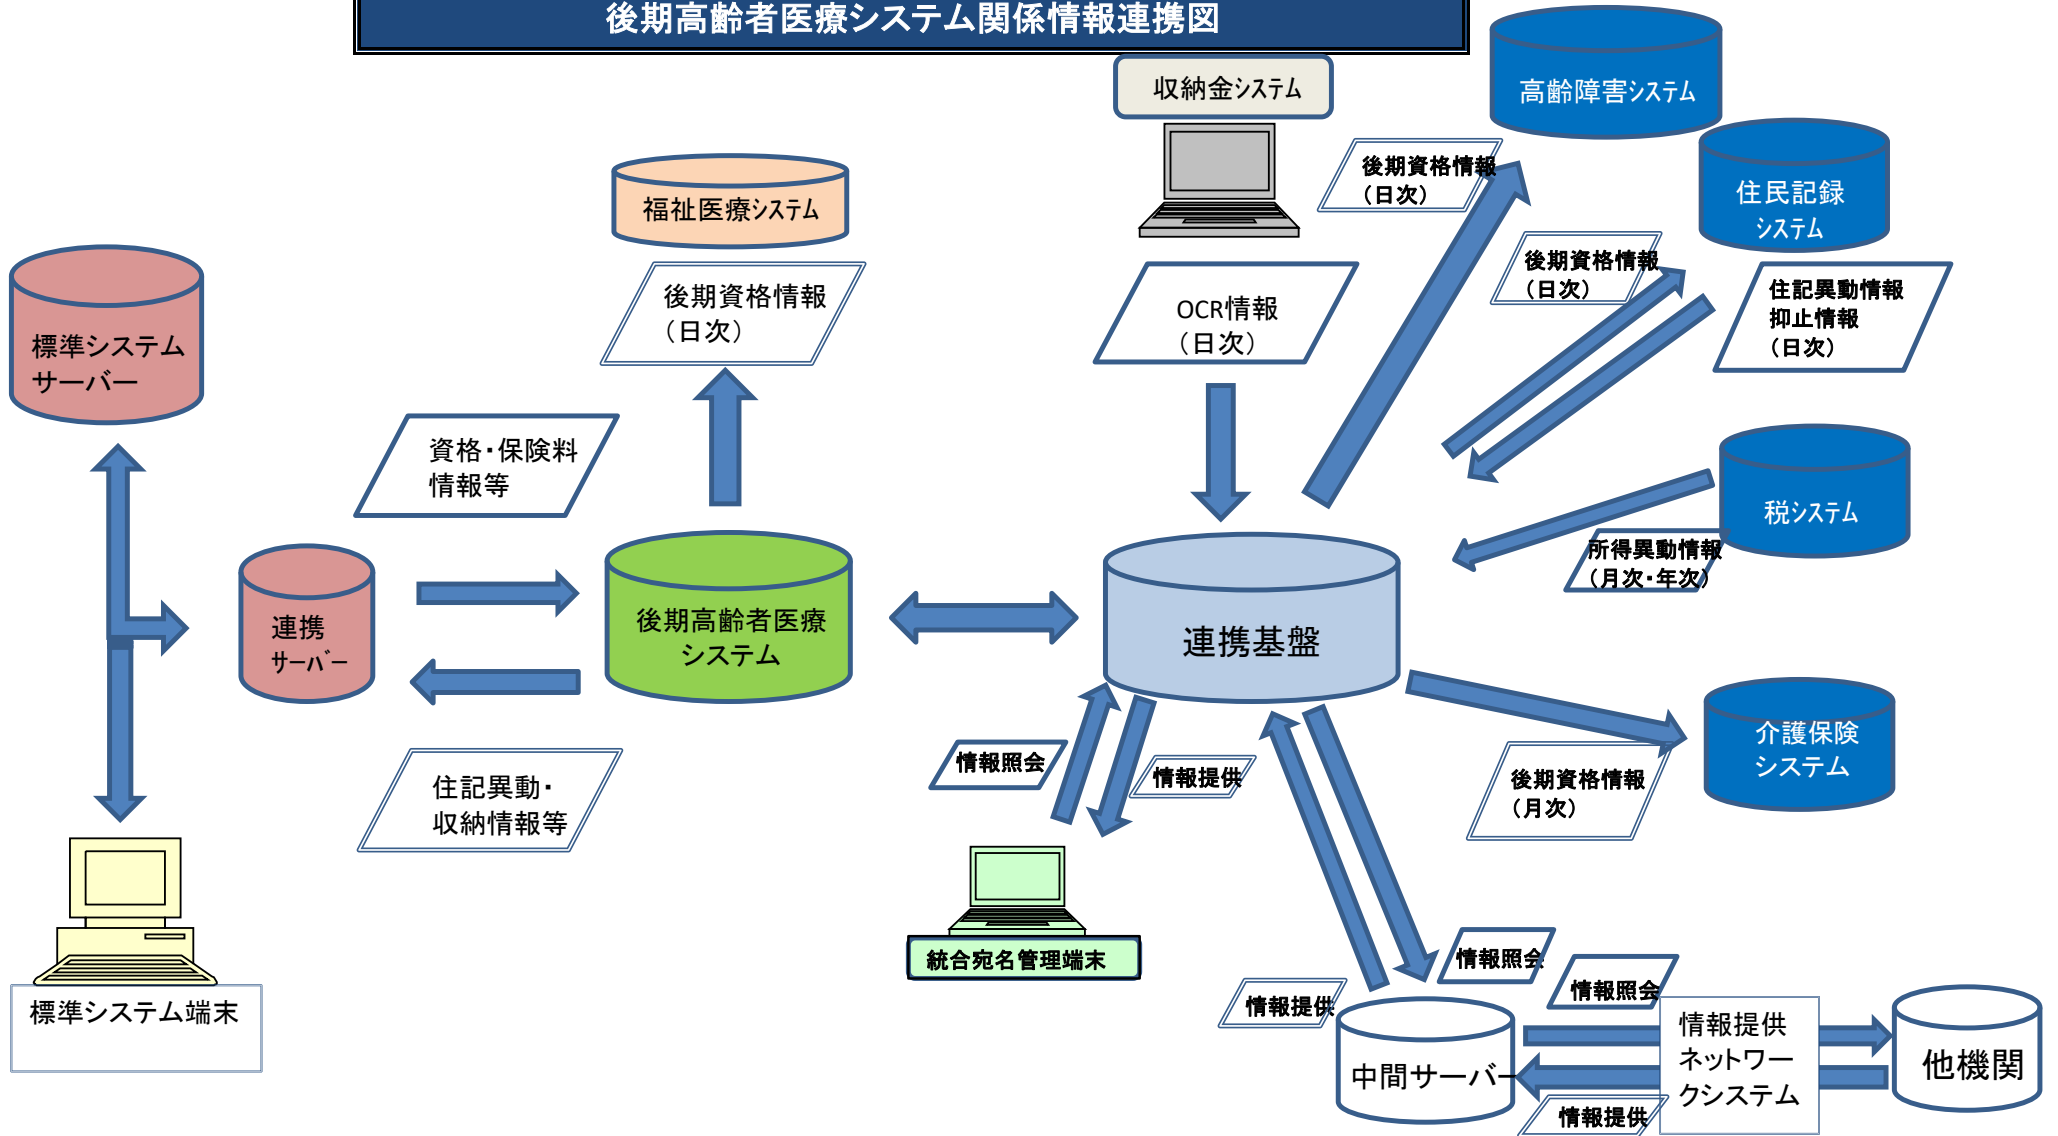 後期高齢者医療システム関係情報連携図
収納金ｼｽﾃﾑ
高齢障害ｼｽﾃﾑ
後期資格情報
（日次）
住民記録
ｼｽﾃﾑ
福祉医療ｼｽﾃﾑ
後期資格情報
（日次）
後期資格情報
（日次）
OCR情報
（日次）
住記異動情報
抑止情報
（日次）
標準システム
サーバー
資格・保険料
情報等
税ｼｽﾃﾑ
所得異動情報
（月次・年次）
連携
ｻｰﾊﾞｰ
後期高齢者医療
システム
連携基盤
介護保険
システム
情報照会
情報提供
後期資格情報
（月次）
住記異動・
収納情報等
統合宛名管理端末
標準システム端末
情報照会
情報照会
情報提供
中間サーバー
情報提供
ネットワー
クシステム
他機関
情報提供